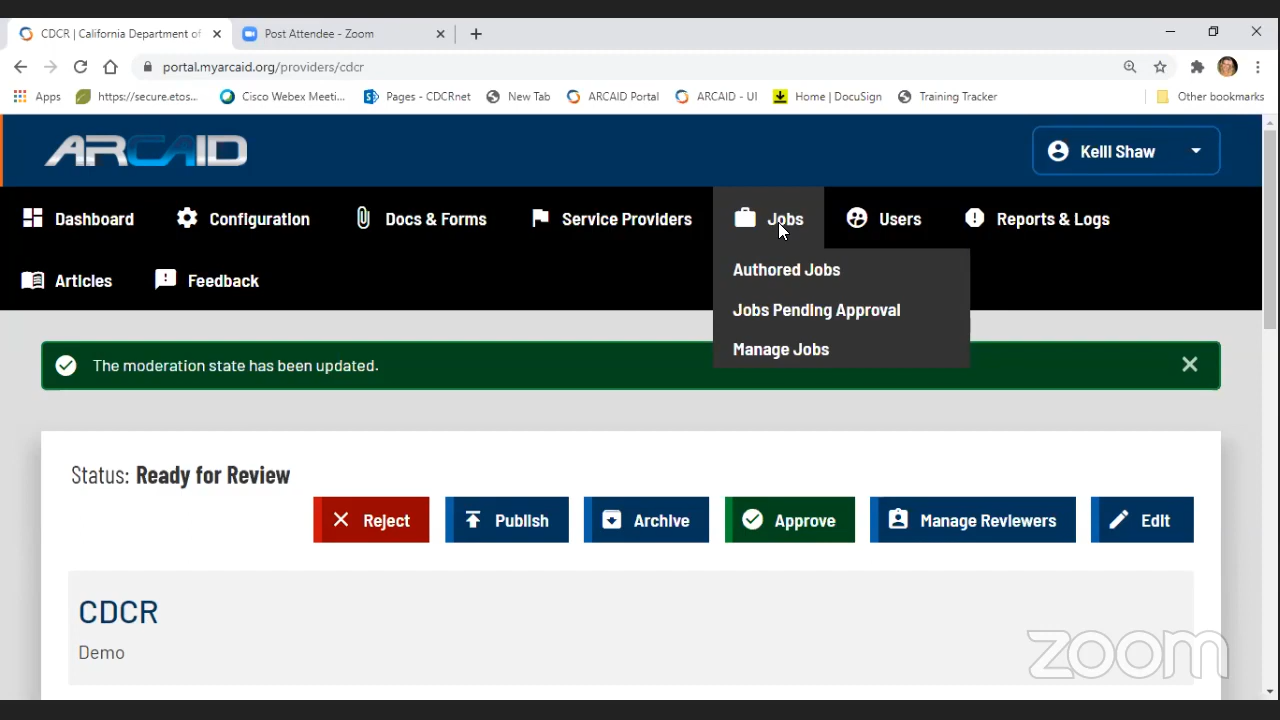 CDCR | California Department of
Post Attendee - Zoom
portal.myarcaid.org/providers/cdcr
Apps https://secure.etos... Cisco Webex Meeti... Pages - CDCRnet New Tab ARCAID Portal ARCAID - UI Home | DocuSign Training Tracker Other bookmarks
ARCAID
Kelli Shaw
Dashboard Configuration Docs & Forms Service Providers Jobs Users Reports & Logs
Articles Feedback
Authored Jobs
Jobs Pending Approval
Manage Jobs
The moderation state has been updated.
Status: Ready for Review
Reject Publish Archive Approve Manage Reviewers Edit
CDCR
Demo
zoom